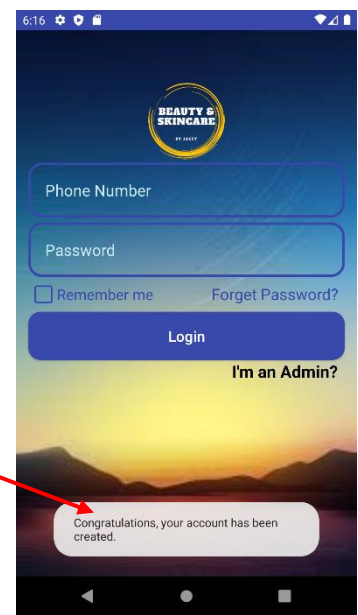 6:16
BEAUTY &
SKINCARE
BY JACEY
Phone Number
Password
Remember me Forget Password?
Login
I'm an Admin?
Congratulations, your account has been
created.